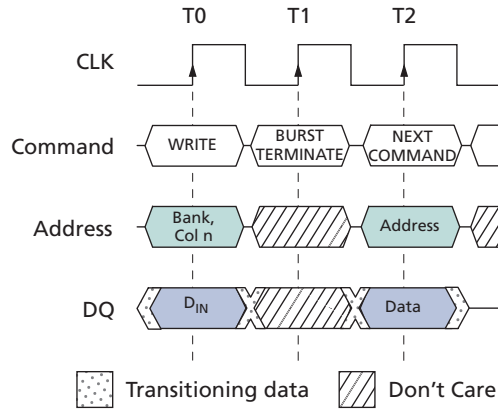 T0 T1 T2
CLK
Command WRITE BURST TERMINATE NEXT COMMAND
Address Bank, Col n Address
DQ DIN Data
Transitioning data Don't Care